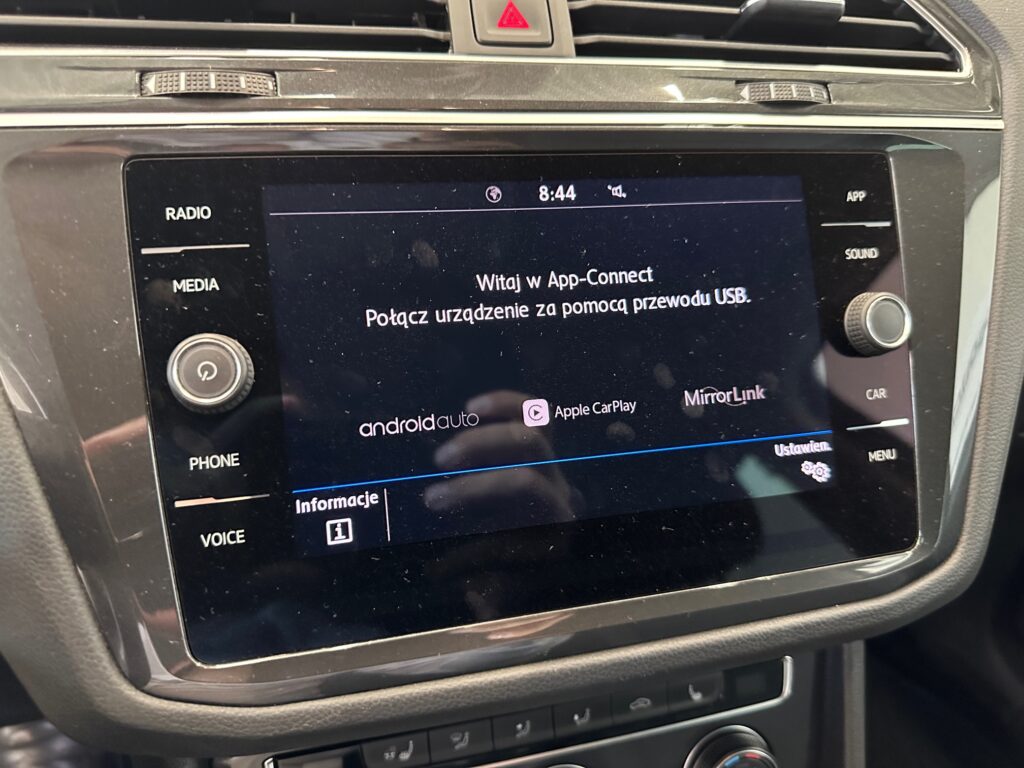 8:44
RADIO
MEDIA
PHONE
VOICE
Witaj w App-Connect
Połącz urządzenie za pomocą przewodu USB.
androidauto
Apple CarPlay
MirrorLink
Informacje
i
Ustawien.
APP
SOUND
CAR
MENU